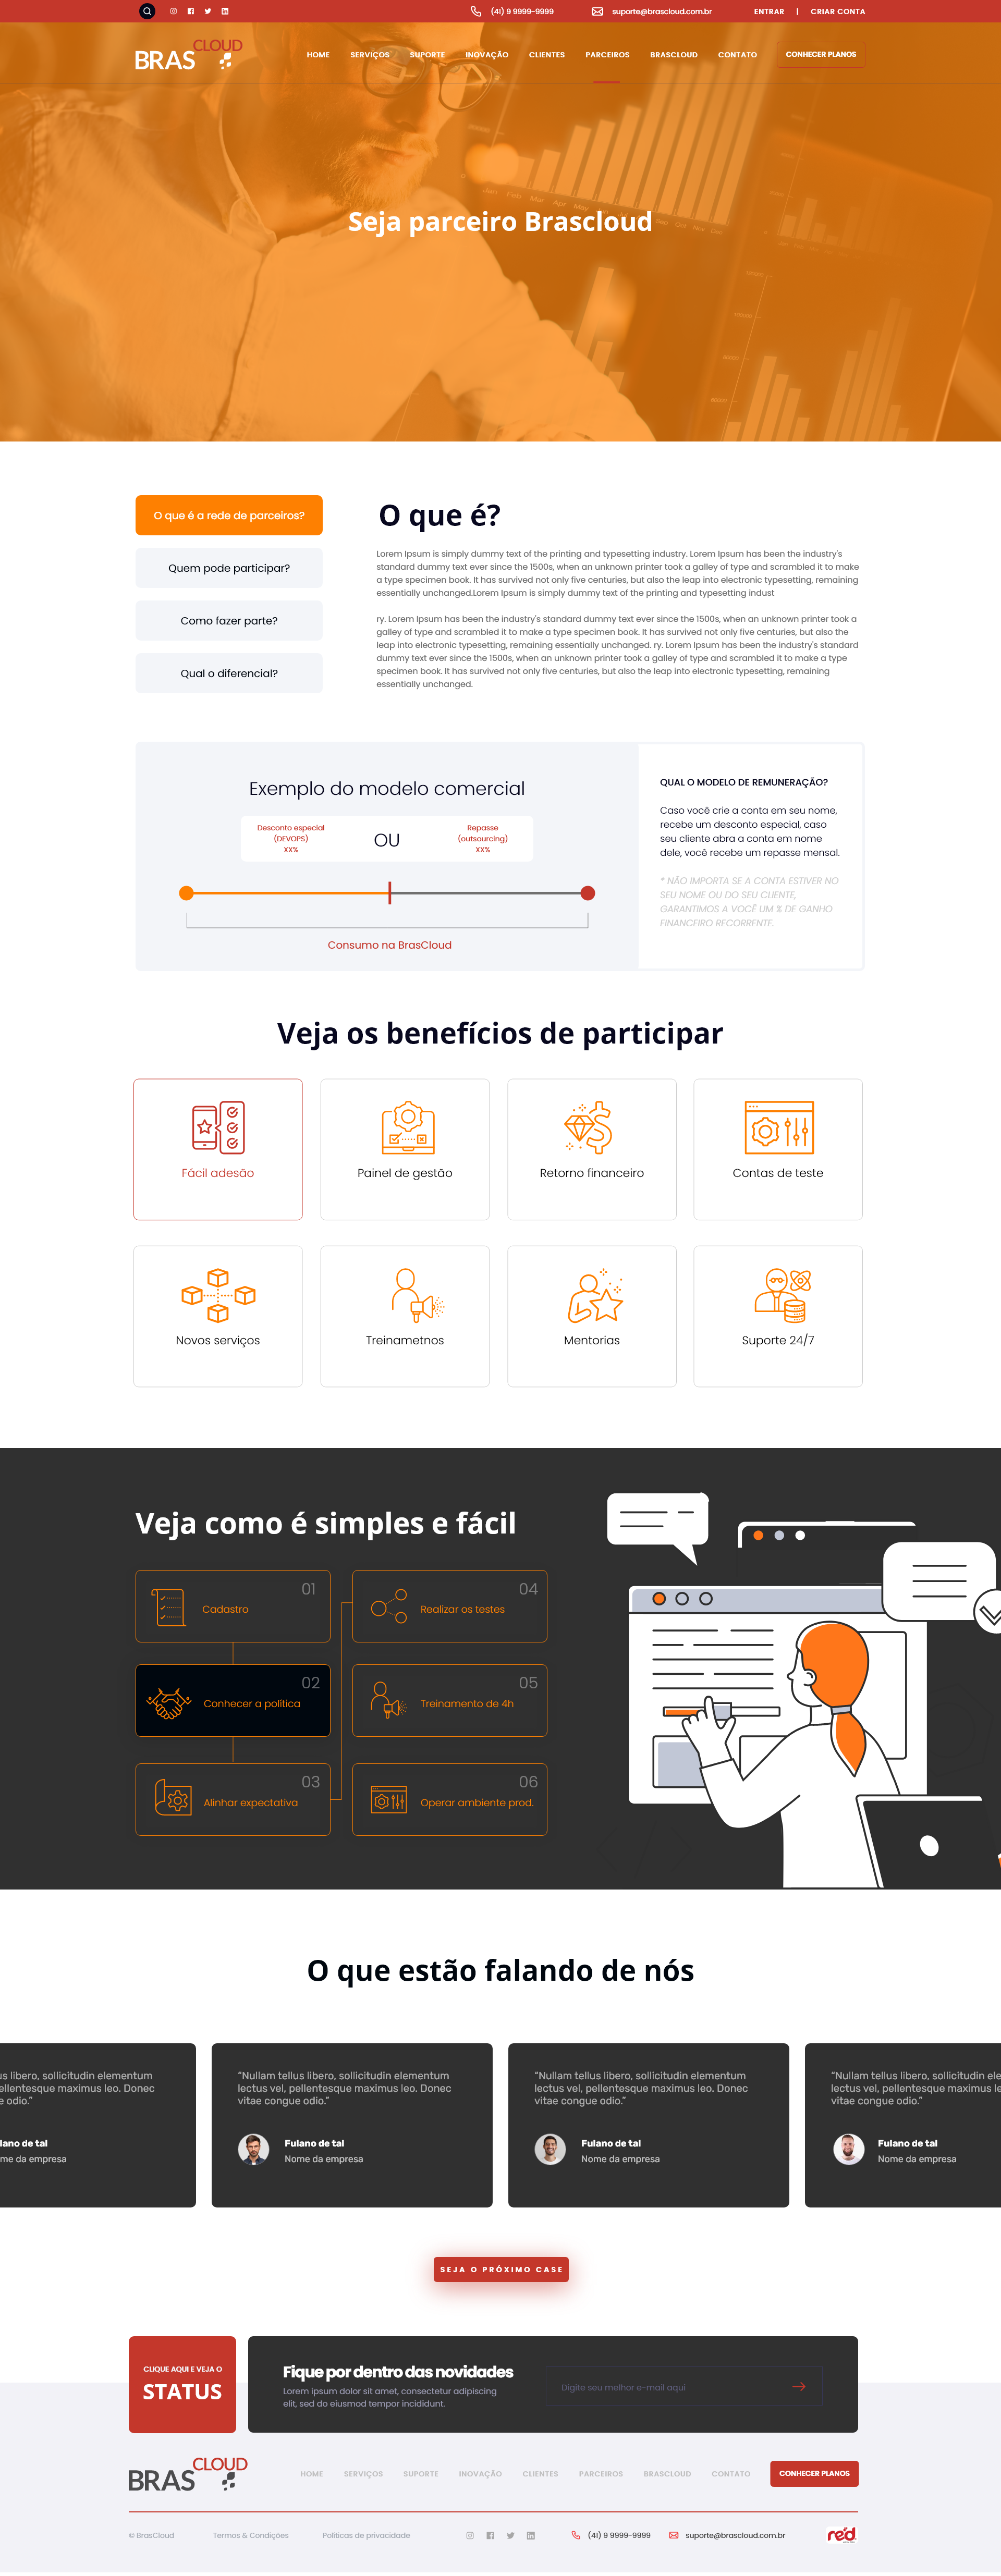 (41) 9 9999-9999
suporte@brascloud.com.br
ENTRAR | CRIAR CONTA
BRAS CLOUD
HOME
SERVIÇOS
SUPORTE
INOVAÇÃO
CLIENTES
PARCEIROS
BRASCLOUD
CONTATO
CONHECER PLANOS
Jan Feb Mar Apr May
Sep Oct Nov Dec
Seja parceiro Brascloud
O que é a rede de parceiros?
Quem pode participar?
Como fazer parte?
Qual o diferencial?
O que é?
Lorem Ipsum is simply dummy text of the printing and typesetting industry. Lorem Ipsum has been the industry's
standard dummy text ever since the 1500s, when an unknown printer took a galley of type and scrambled it to make
a type specimen book. It has survived not only five centuries, but also the leap into electronic typesetting, remaining
essentially unchanged.Lorem Ipsum is simply dummy text of the printing and typesetting indust
ry. Lorem Ipsum has been the industry's standard dummy text ever since the 1500s, when an unknown printer took a
galley of type and scrambled it to make a type specimen book. It has survived not only five centuries, but also the
leap into electronic typesetting, remaining essentially unchanged. ry. Lorem Ipsum has been the industry's standard
dummy text ever since the 1500s, when an unknown printer took a galley of type and scrambled it to make a type
specimen book. It has survived not only five centuries, but also the leap into electronic typesetting, remaining
essentially unchanged.
Exemplo do modelo comercial
Desconto especial
(DEVOPS)
XX%
OU
Repasse
(outsourcing)
XX%
Consumo na BrasCloud
QUAL O MODELO DE REMUNERAÇÃO?
Caso você crie a conta em seu nome,
recebe um desconto especial, caso
seu cliente abra a conta em nome
dele, você recebe um repasse mensal.
* NÃO IMPORTA SE A CONTA ESTIVER NO
SEU NOME OU DO SEU CLIENTE,
GARANTIMOS A VOCÊ UM % DE GANHO
FINANCEIRO RECORRENTE.
Veja os benefícios de participar
Fácil adesão
Painel de gestão
Retorno financeiro
Contas de teste
Novos serviços
Treinametnos
Mentorias
Suporte 24/7
Veja como é simples e fácil
01
Cadastro
04
Realizar os testes
02
Conhecer a política
05
Treinamento de 4h
03
Alinhar expectativa
06
Operar ambiente prod.
O que estão falando de nós
us libero, sollicitudin elementum
ellentesque maximus leo. Donec
e odio.”
lano de tal
me da empresa
“Nullam tellus libero, sollicitudin elementum
lectus vel, pellentesque maximus leo. Donec
vitae congue odio.”
Fulano de tal
Nome da empresa
“Nullam tellus libero, sollicitudin elementum
lectus vel, pellentesque maximus leo. Donec
vitae congue odio.”
Fulano de tal
Nome da empresa
“Nullam tellus libero, sollicitudin ele
lectus vel, pellentesque maximus le
vitae congue odio.”
Fulano de tal
Nome da empresa
SEJA O PRÓXIMO CASE
CLIQUE AQUI E VEJA O
STATUS
Fique por dentro das novidades
Lorem ipsum dolor sit amet, consectetur adipiscing
elit, sed do eiusmod tempor incididunt.
Digite seu melhor e-mail aqui
BRAS CLOUD
HOME
SERVIÇOS
SUPORTE
INOVAÇÃO
CLIENTES
PARCEIROS
BRASCLOUD
CONTATO
CONHECER PLANOS
© BrasCloud
Termos & Condições
Políticas de privacidade
(41) 9 9999-9999
suporte@brascloud.com.br
red